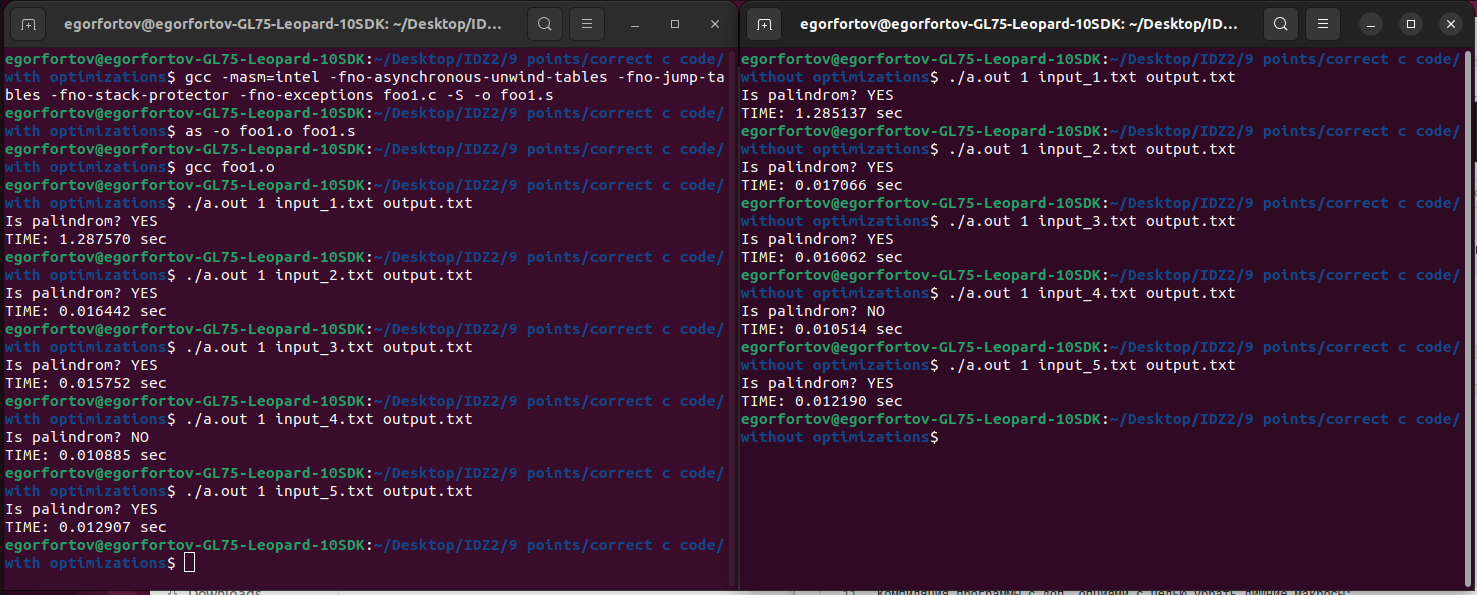 egorfortov@egorfortov-GL75-Leopard-10SDK: ~/Desktop/ID...
egorfortov@egorfortov-GL75-Leopard-10SDK:~/Desktop/IDZ2/9 points/correct c code/
with optimizations$ gcc -masm=intel -fno-asynchronous-unwind-tables -fno-jump-ta
bles -fno-stack-protector -fno-exceptions foo1.c -S -o foo1.s
egorfortov@egorfortov-GL75-Leopard-10SDK:~/Desktop/IDZ2/9 points/correct c code/
with optimizations$ as -o foo1.o foo1.s
egorfortov@egorfortov-GL75-Leopard-10SDK:~/Desktop/IDZ2/9 points/correct c code/
with optimizations$ gcc foo1.o
egorfortov@egorfortov-GL75-Leopard-10SDK:~/Desktop/IDZ2/9 points/correct c code/
with optimizations$ ./a.out 1 input_1.txt output.txt
Is palindrom? YES
TIME: 1.287570 sec
egorfortov@egorfortov-GL75-Leopard-10SDK:~/Desktop/IDZ2/9 points/correct c code/
with optimizations$ ./a.out 1 input_2.txt output.txt
Is palindrom? YES
TIME: 0.016442 sec
egorfortov@egorfortov-GL75-Leopard-10SDK:~/Desktop/IDZ2/9 points/correct c code/
with optimizations$ ./a.out 1 input_3.txt output.txt
Is palindrom? YES
TIME: 0.015752 sec
egorfortov@egorfortov-GL75-Leopard-10SDK:~/Desktop/IDZ2/9 points/correct c code/
with optimizations$ ./a.out 1 input_4.txt output.txt
Is palindrom? NO
TIME: 0.010885 sec
egorfortov@egorfortov-GL75-Leopard-10SDK:~/Desktop/IDZ2/9 points/correct c code/
with optimizations$ ./a.out 1 input_5.txt output.txt
Is palindrom? YES
TIME: 0.012907 sec
egorfortov@egorfortov-GL75-Leopard-10SDK:~/Desktop/IDZ2/9 points/correct c code/
with optimizations$
egorfortov@egorfortov-GL75-Leopard-10SDK: ~/Desktop/ID...
egorfortov@egorfortov-GL75-Leopard-10SDK:~/Desktop/IDZ2/9 points/correct c code/
without optimizations$ ./a.out 1 input_1.txt output.txt
Is palindrom? YES
TIME: 1.285137 sec
egorfortov@egorfortov-GL75-Leopard-10SDK:~/Desktop/IDZ2/9 points/correct c code/
without optimizations$ ./a.out 1 input_2.txt output.txt
Is palindrom? YES
TIME: 0.017066 sec
egorfortov@egorfortov-GL75-Leopard-10SDK:~/Desktop/IDZ2/9 points/correct c code/
without optimizations$ ./a.out 1 input_3.txt output.txt
Is palindrom? YES
TIME: 0.016062 sec
egorfortov@egorfortov-GL75-Leopard-10SDK:~/Desktop/IDZ2/9 points/correct c code/
without optimizations$ ./a.out 1 input_4.txt output.txt
Is palindrom? NO
TIME: 0.010514 sec
egorfortov@egorfortov-GL75-Leopard-10SDK:~/Desktop/IDZ2/9 points/correct c code/
without optimizations$ ./a.out 1 input_5.txt output.txt
Is palindrom? YES
TIME: 0.012190 sec
egorfortov@egorfortov-GL75-Leopard-10SDK:~/Desktop/IDZ2/9 points/correct c code/
without optimizations$
Downloads